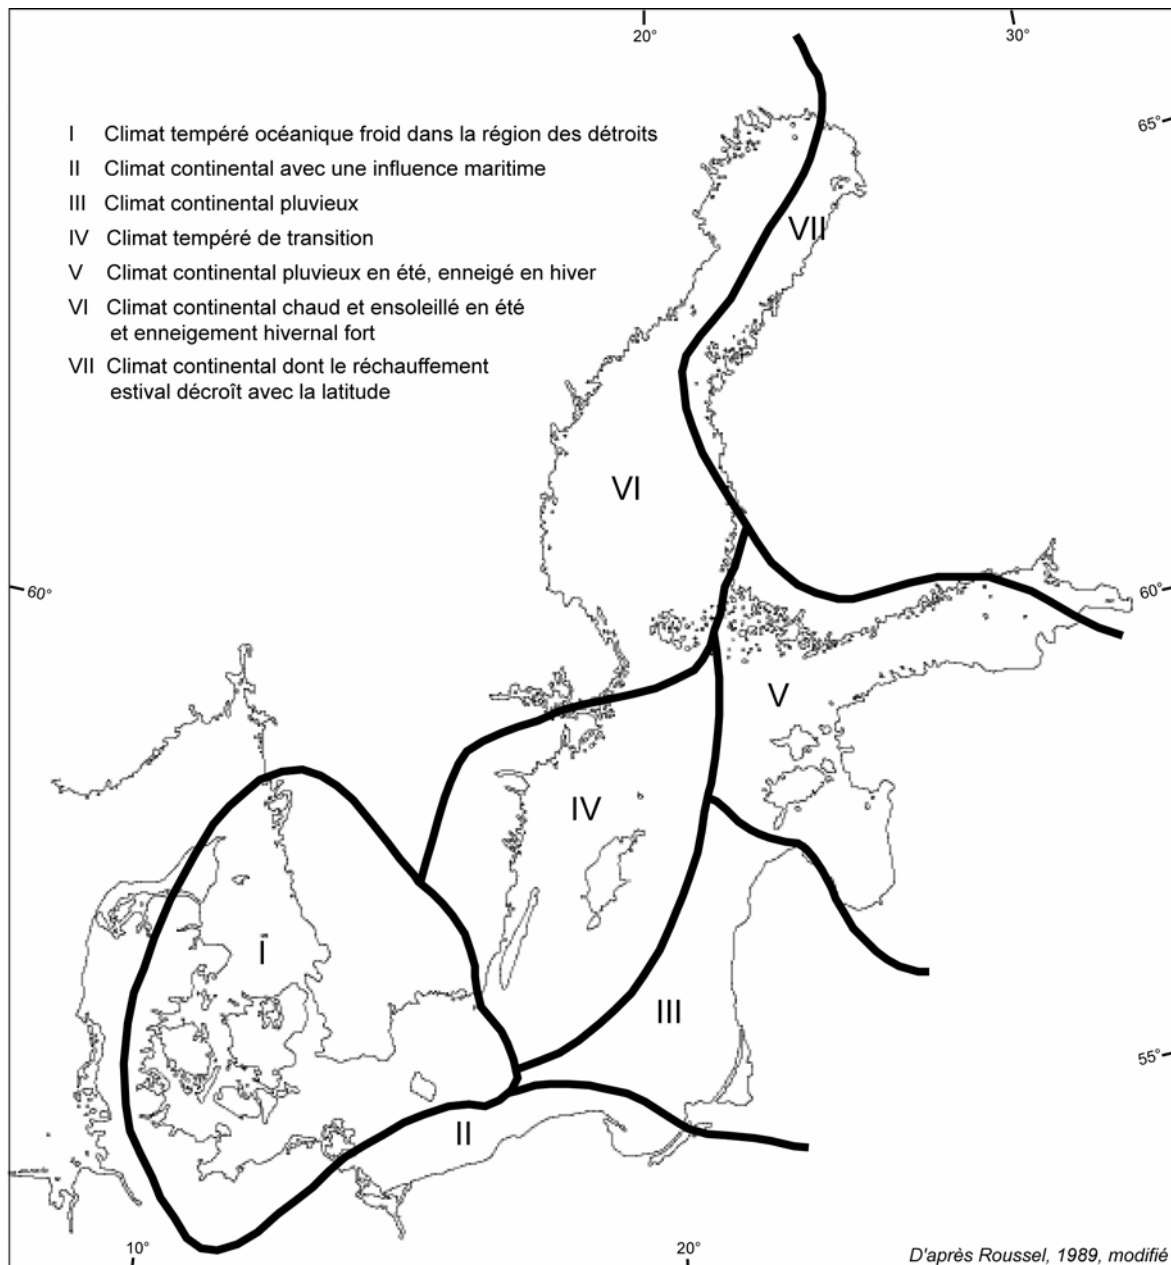 20°
30°
65°
I Climat tempéré océanique froid dans la région des détroits
II Climat continental avec une influence maritime
III Climat continental pluvieux
IV Climat tempéré de transition
V Climat continental pluvieux en été, enneigé en hiver
VI Climat continental chaud et ensoleillé en été
et enneigement hivernal fort
VII Climat continental dont le réchauffement
estival décroît avec la latitude
VII
VI
60°
60°
V
IV
I
III
55°
II
10°
20°
D'après Roussel, 1989, modifié